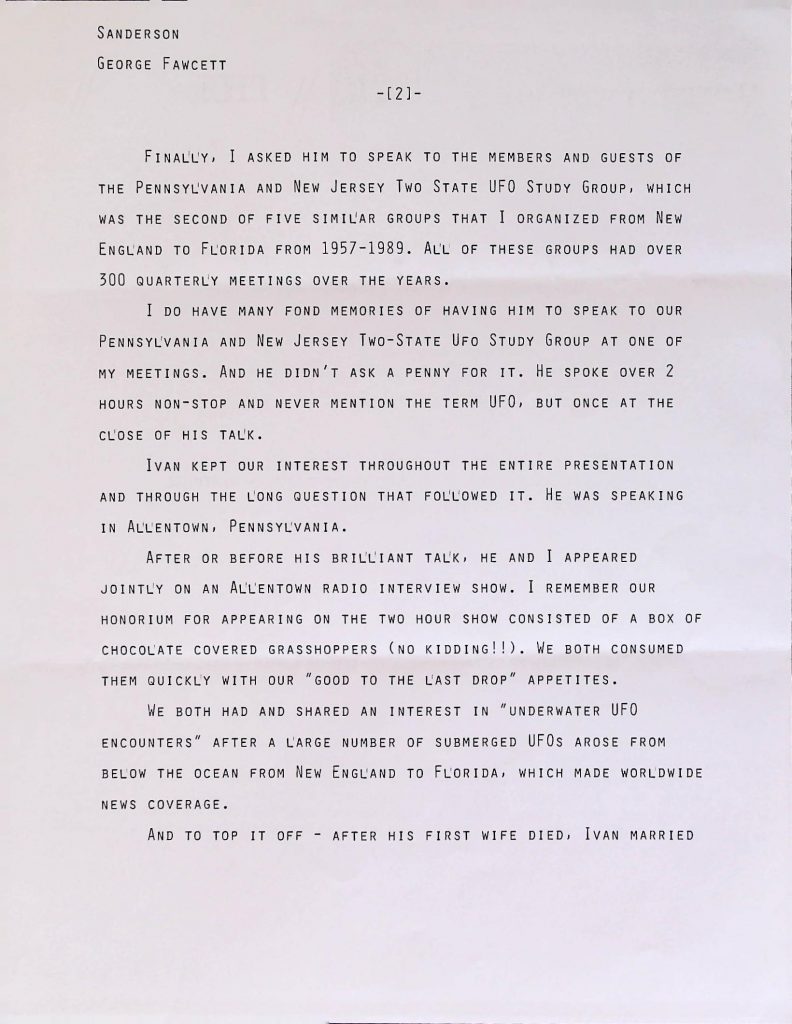 SANDERSON
GEORGE FAWCETT
-[2]-
FINALLY, I ASKED HIM TO SPEAK TO THE MEMBERS AND GUESTS OF
THE PENNSYLVANIA AND NEW JERSEY TWO STATE UFO STUDY GROUP, WHICH
WAS THE SECOND OF FIVE SIMILAR GROUPS THAT I ORGANIZED FROM NEW
ENGLAND TO FLORIDA FROM 1957-1989. ALL OF THESE GROUPS HAD OVER
300 QUARTERLY MEETINGS OVER THE YEARS.
I DO HAVE MANY FOND MEMORIES OF HAVING HIM TO SPEAK TO OUR
PENNSYLVANIA AND NEW JERSEY TWO-STATE UFO STUDY GROUP AT ONE OF
MY MEETINGS. AND HE DIDN'T ASK A PENNY FOR IT. HE SPOKE OVER 2
HOURS NON-STOP AND NEVER MENTION THE TERM UFO, BUT ONCE AT THE
CLOSE OF HIS TALK.
IVAN KEPT OUR INTEREST THROUGHOUT THE ENTIRE PRESENTATION
AND THROUGH THE LONG QUESTION THAT FOLLOWED IT. HE WAS SPEAKING
IN ALLENTOWN, PENNSYLVANIA.
AFTER OR BEFORE HIS BRILLIANT TALK, HE AND I APPEARED
JOINTLY ON AN ALLENTOWN RADIO INTERVIEW SHOW. I REMEMBER OUR
HONORIUM FOR APPEARING ON THE TWO HOUR SHOW CONSISTED OF A BOX OF
CHOCOLATE COVERED GRASSHOPPERS (NO KIDDING!!). WE BOTH CONSUMED
THEM QUICKLY WITH OUR "GOOD TO THE LAST DROP" APPETITES.
WE BOTH HAD AND SHARED AN INTEREST IN "UNDERWATER UFO
ENCOUNTERS" AFTER A LARGE NUMBER OF SUBMERGED UFOS AROSE FROM
BELOW THE OCEAN FROM NEW ENGLAND TO FLORIDA, WHICH MADE WORLDWIDE
NEWS COVERAGE.
AND TO TOP IT OFF - AFTER HIS FIRST WIFE DIED, IVAN MARRIED